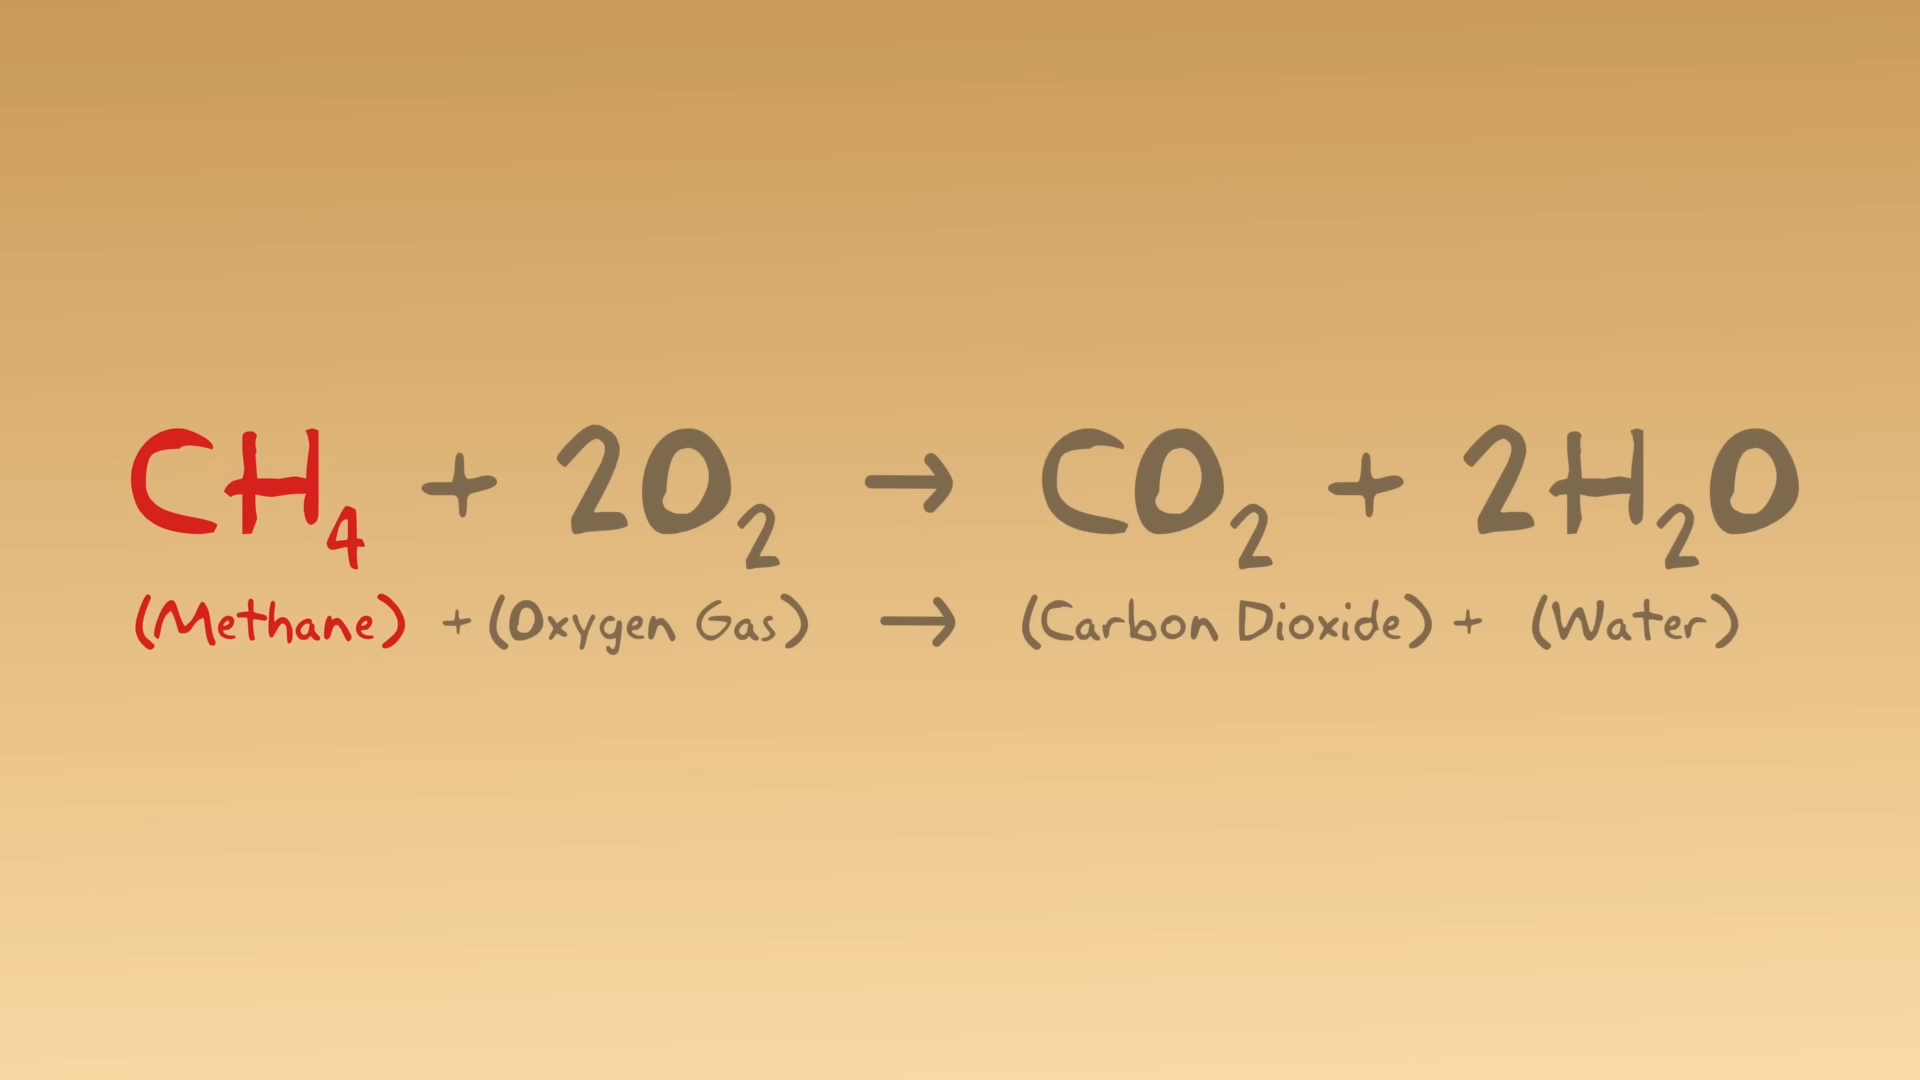 CH₄ + 2O₂ → CO₂ + 2H₂O
(Methane) + (Oxygen Gas) → (Carbon Dioxide) + (Water)